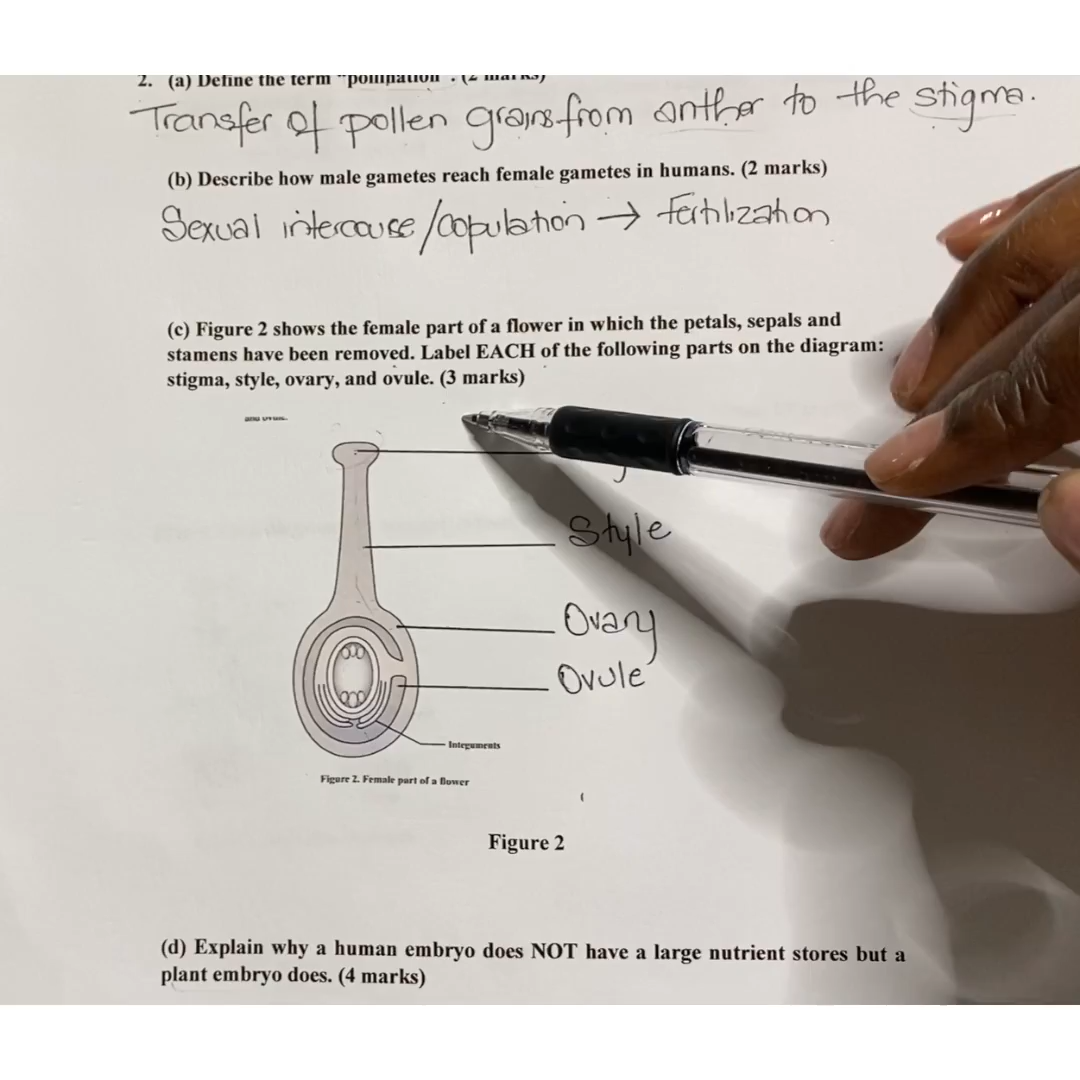 2. (a) Define the term "pollination". (2 marks)
Transfer of pollen grains from anther to the stigma.
(b) Describe how male gametes reach female gametes in humans. (2 marks)
Sexual intercouse/copulation → fertilization
(c) Figure 2 shows the female part of a flower in which the petals, sepals and
stamens have been removed. Label EACH of the following parts on the diagram:
stigma, style, ovary, and ovule. (3 marks)
Style
Ovary
Ovule
Integuments
Figure 2. Female part of a flower
Figure 2
(d) Explain why a human embryo does NOT have a large nutrient stores but a
plant embryo does. (4 marks)